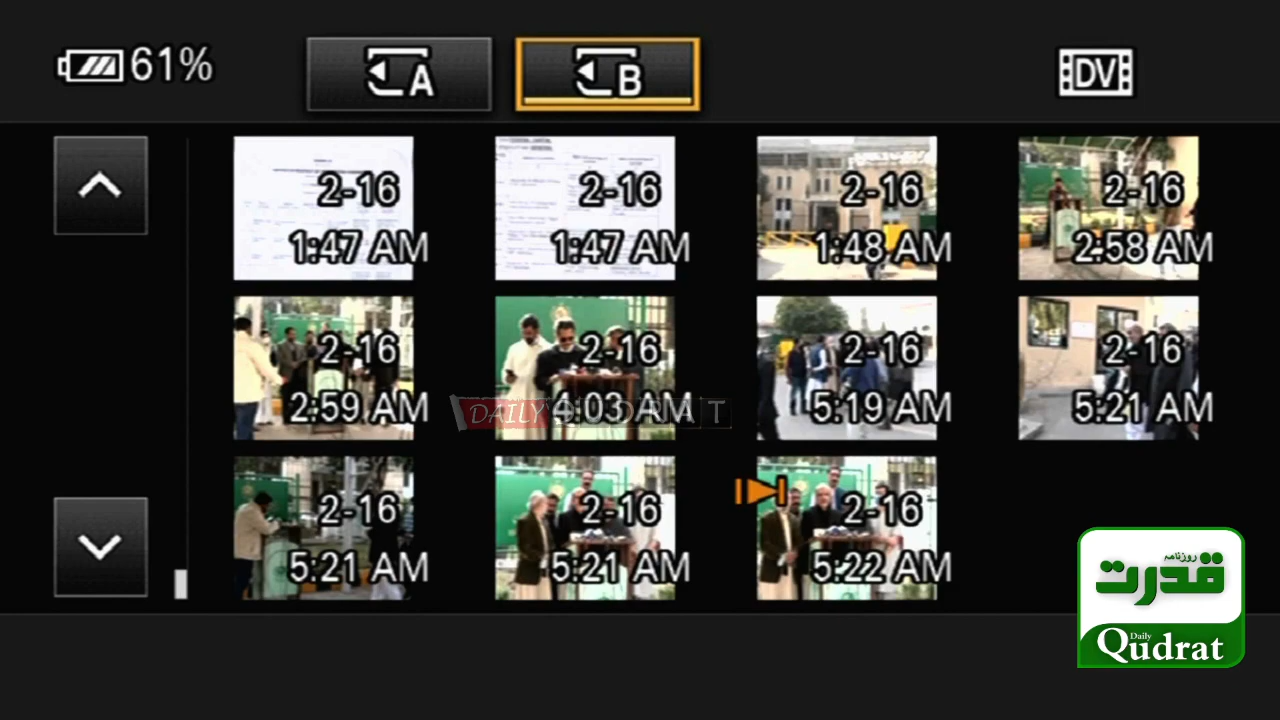 61%
A
B
DV
2-16
1:47 AM
2-16
1:47 AM
2-16
1:48 AM
2-16
2:58 AM
2-16
2:59 AM
2-16
4:03 AM
2-16
5:19 AM
2-16
5:21 AM
DAILY QUDRAT
2-16
5:21 AM
2-16
5:21 AM
2-16
5:22 AM
روزنامہ
قدرت
Daily
Qudrat